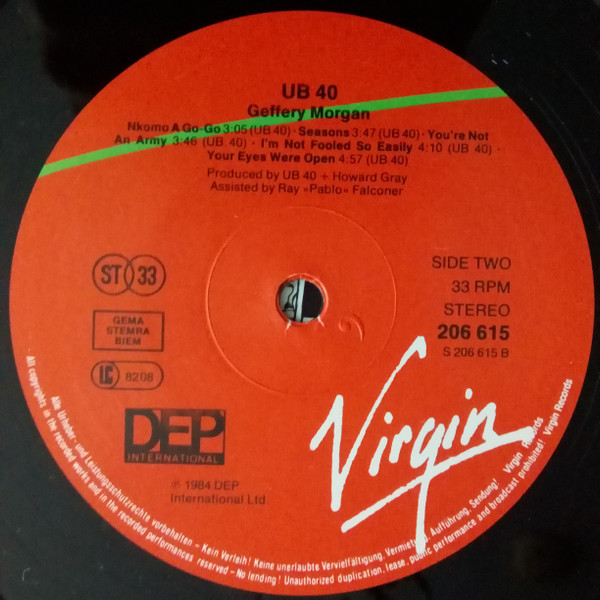 UB 40
Geffery Morgan
Nkomo A Go-Go 3:05 (UB 40) · Seasons 3:47 (UB 40) · You're Not
An Army 3:46 (UB 40) · I'm Not Fooled So Easily 4:10 (UB 40) ·
Your Eyes Were Open 4:57 (UB 40)
Produced by UB 40 + Howard Gray
Assisted by Ray »Pablo« Falconer
ST 33
GEMA
STEMRA
BIEM
LC 8208
SIDE TWO
33 RPM
STEREO
206 615
S 206 615 B
DEP
INTERNATIONAL
℗ 1984 DEP
International Ltd
Virgin
Alle Urheber- und Leistungsschutzrechte vorbehalten – Kein Verleih! Keine unerlaubte Vervielfältigung, Vermietung, Aufführung, Sendung! Virgin Records
All copyrights in the recorded works and in the recorded performances reserved – No lending! Unauthorized duplication, lease, public performance and broadcast prohibited! Virgin Records